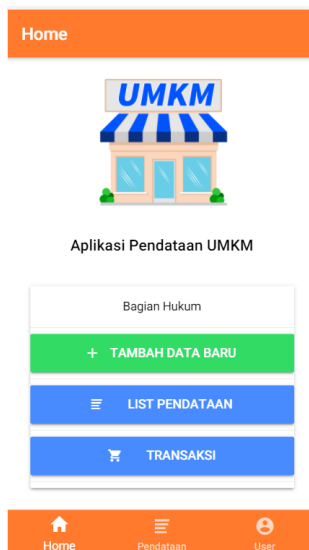 Home
UMKM
Aplikasi Pendataan UMKM
Bagian Hukum
TAMBAH DATA BARU
LIST PENDATAAN
TRANSAKSI
Home Pendataan User